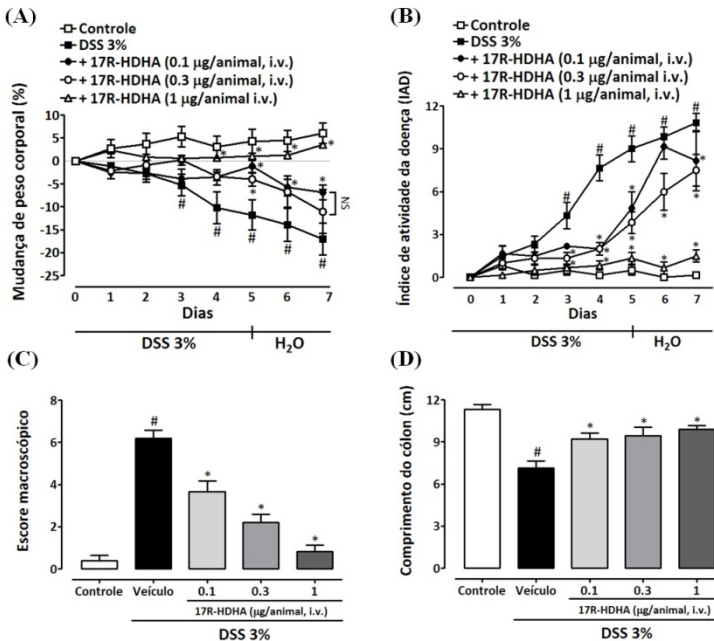 (A)
Controle
DSS 3%
+ 17R-HDHA (0.1 µg/animal, i.v.)
+ 17R-HDHA (0.3 µg/animal, i.v.)
+ 17R-HDHA (1 µg/animal i.v.)
Mudança de peso corporal (%)
10
5
0
-5
-10
-15
-20
-25
* * * *
* * *
*
# # # # #
NS
0 1 2 3 4 5 6 7
Dias
DSS 3% H₂O
(B)
Controle
DSS 3%
+ 17R-HDHA (0.1 µg/animal, i.v.)
+ 17R-HDHA (0.3 µg/animal, i.v.)
+ 17R-HDHA (1 µg/animal i.v.)
Índice de atividade da doença (IAD)
12
9
6
3
0
# # # # #
0 1 2 3 4 5 6 7
Dias
DSS 3% H₂O
(C)
Escore macroscópico
8
6
4
2
0
#
*
*
*
Controle Veículo 0.1 0.3 1
17R-HDHA (µg/animal, i.v.)
DSS 3%
(D)
Comprimento do cólon (cm)
12
9
6
3
0
#
* * *
Controle Veículo 0.1 0.3 1
17R-HDHA (µg/animal, i.v.)
DSS 3%